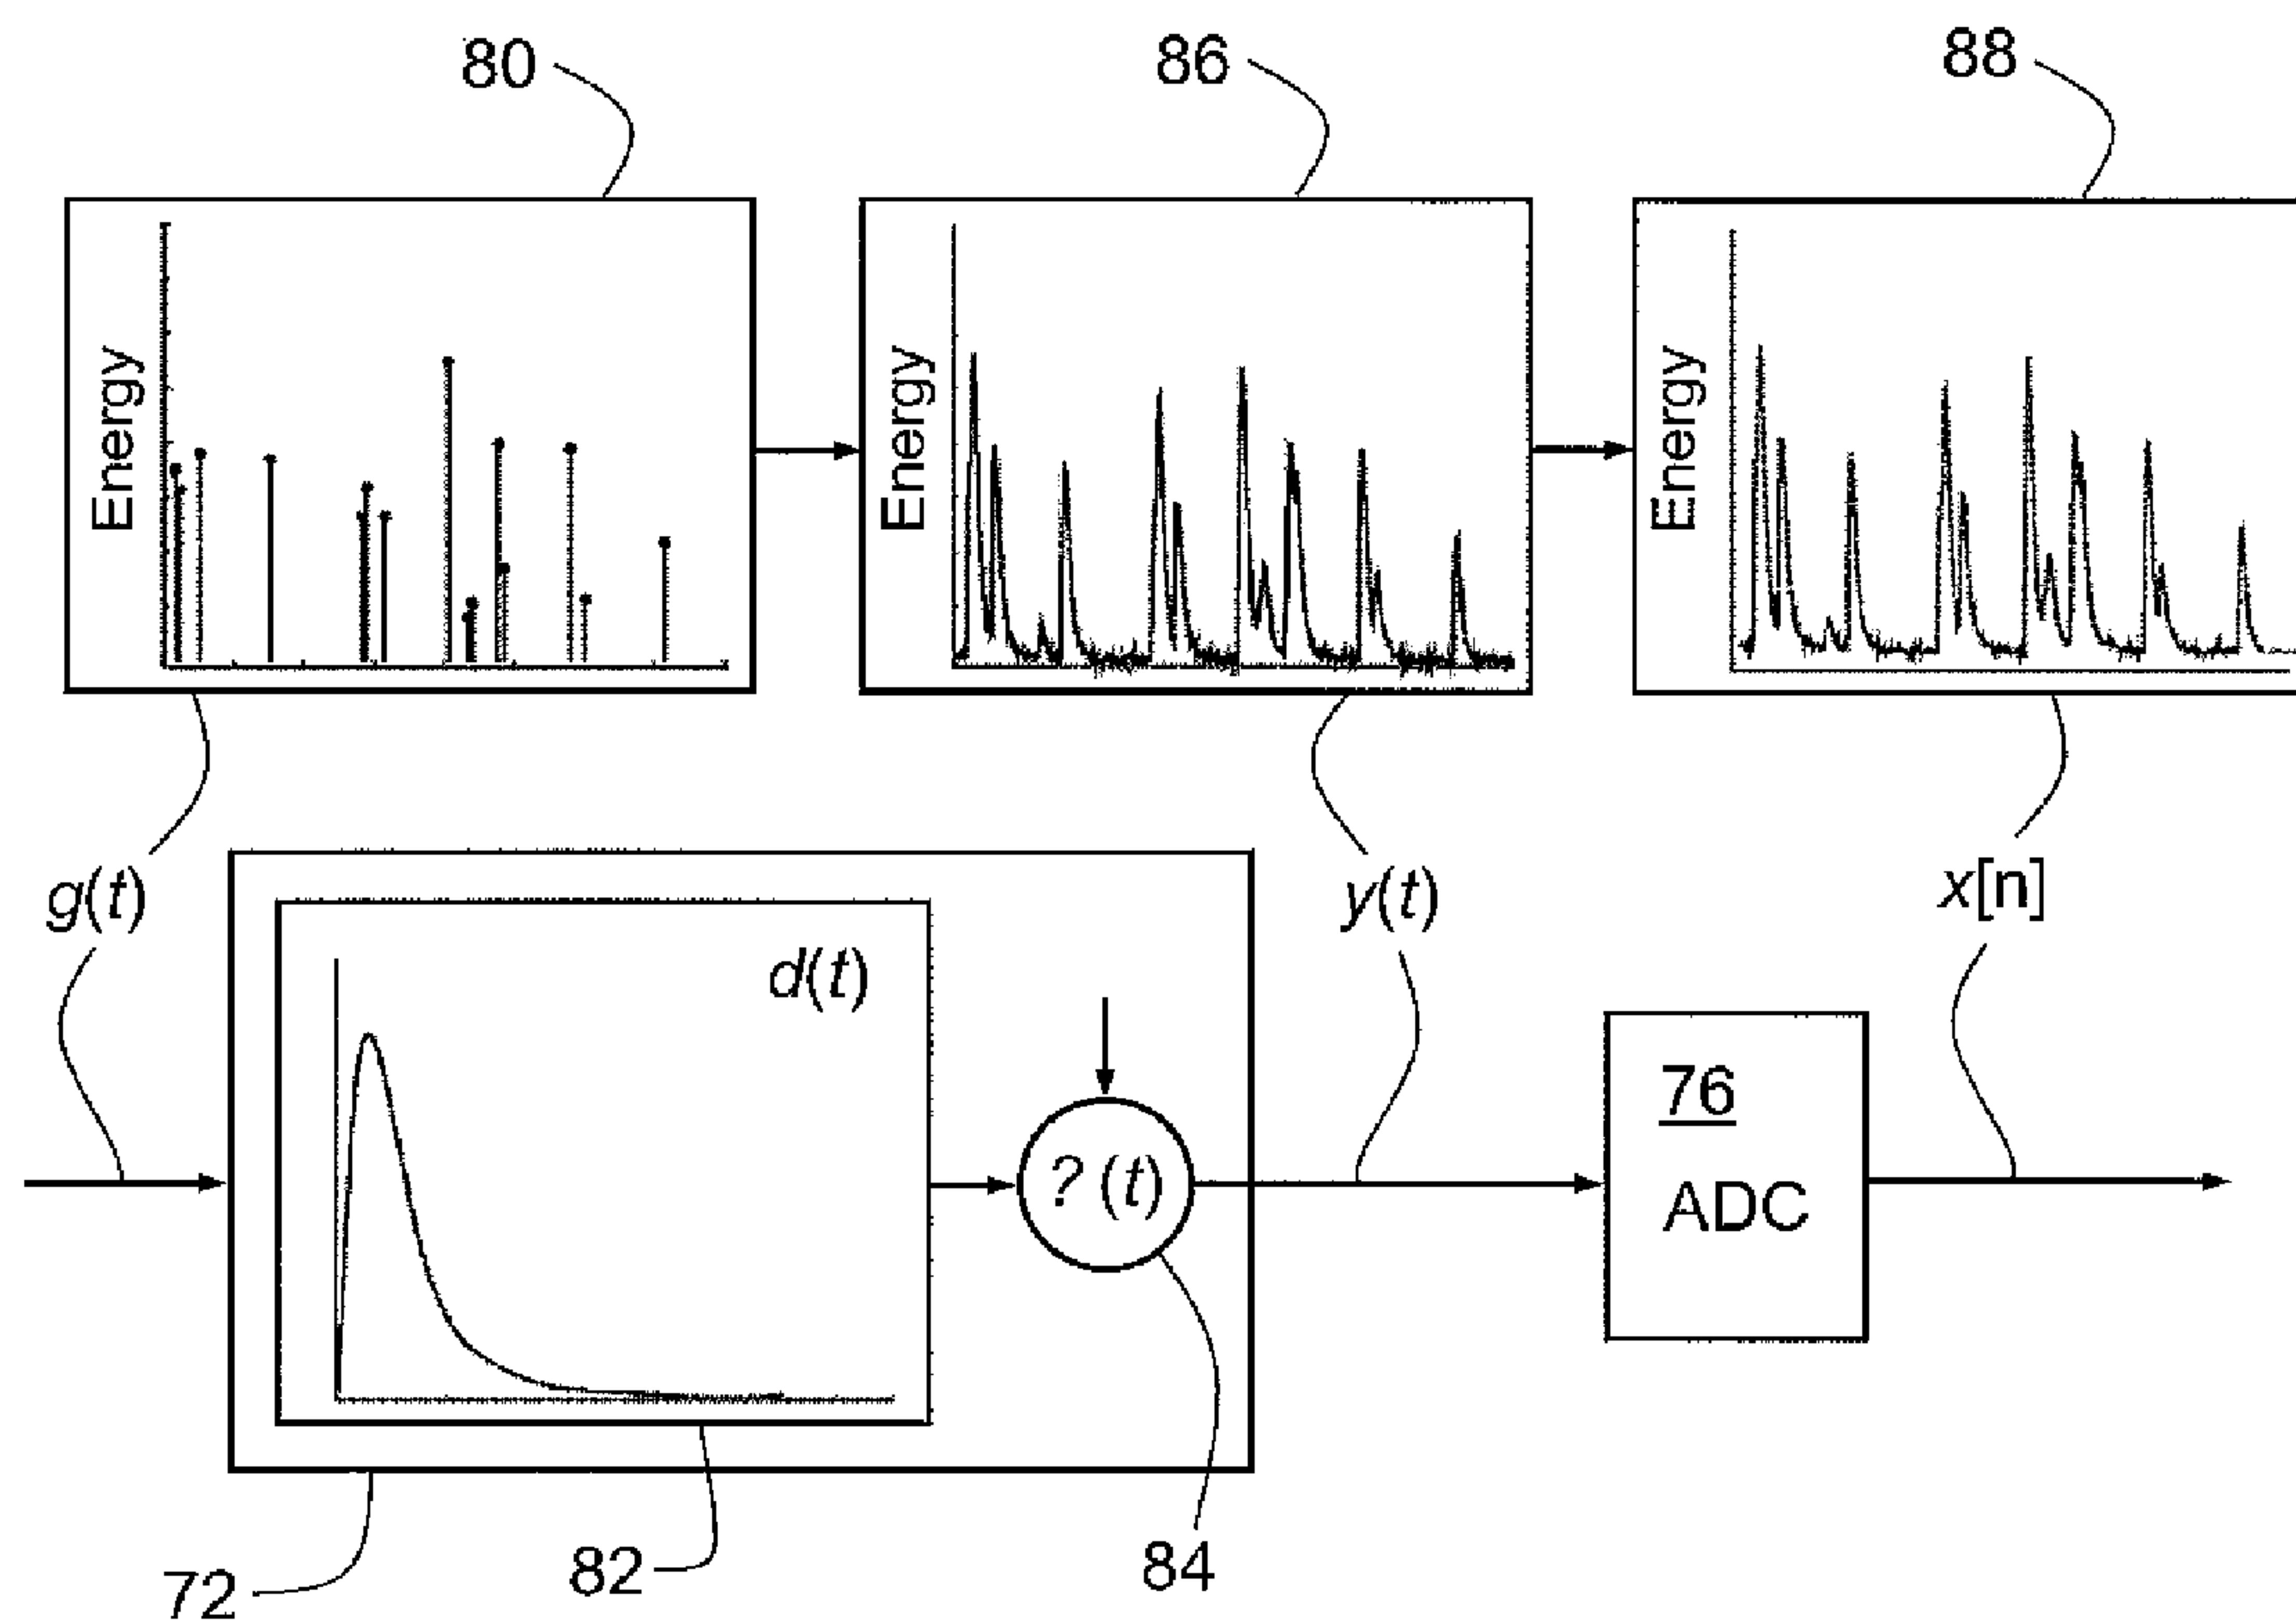 80
86
88
Energy
Energy
Energy
g(t)
y(t)
x[n]
d(t)
? (t)
76
ADC
72
82
84